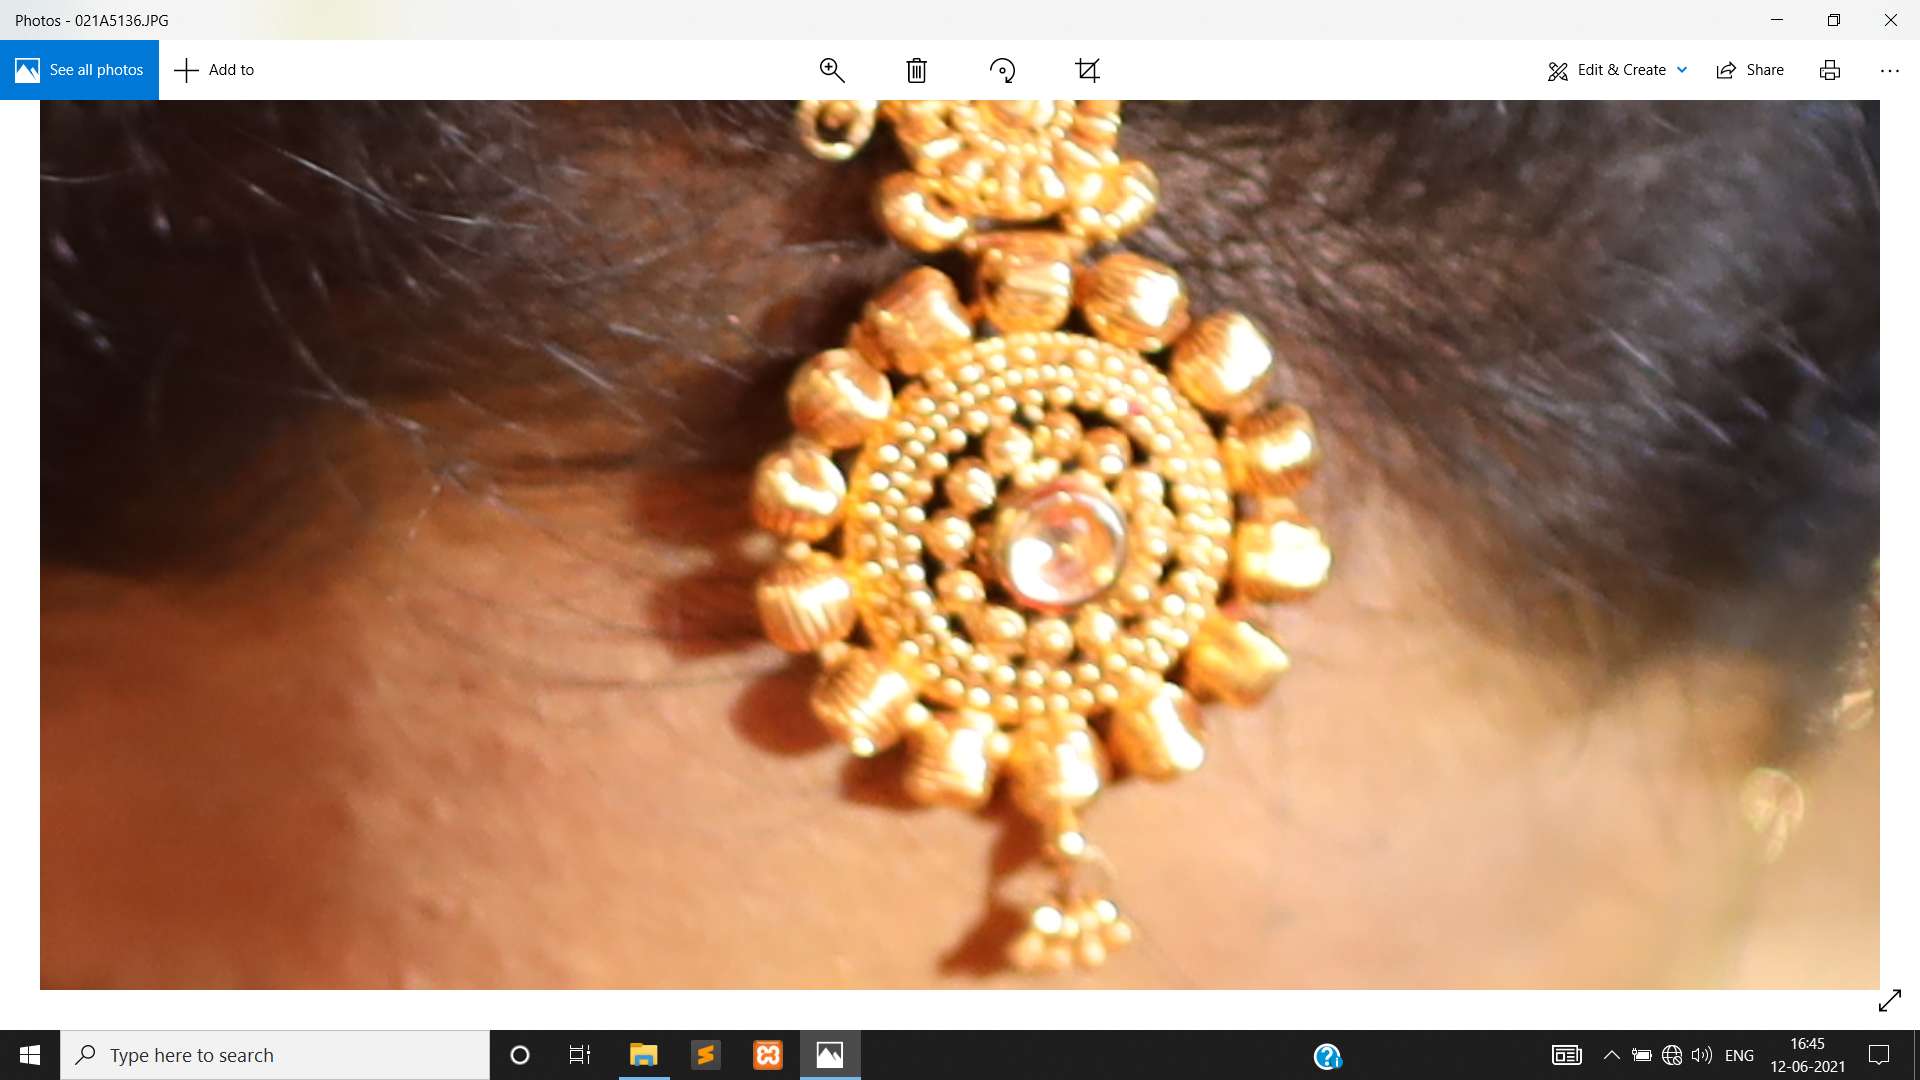 Photos - 021A5136.JPG
See all photos
Add to
Edit & Create
Share
Type here to search
ENG
16:45
12-06-2021